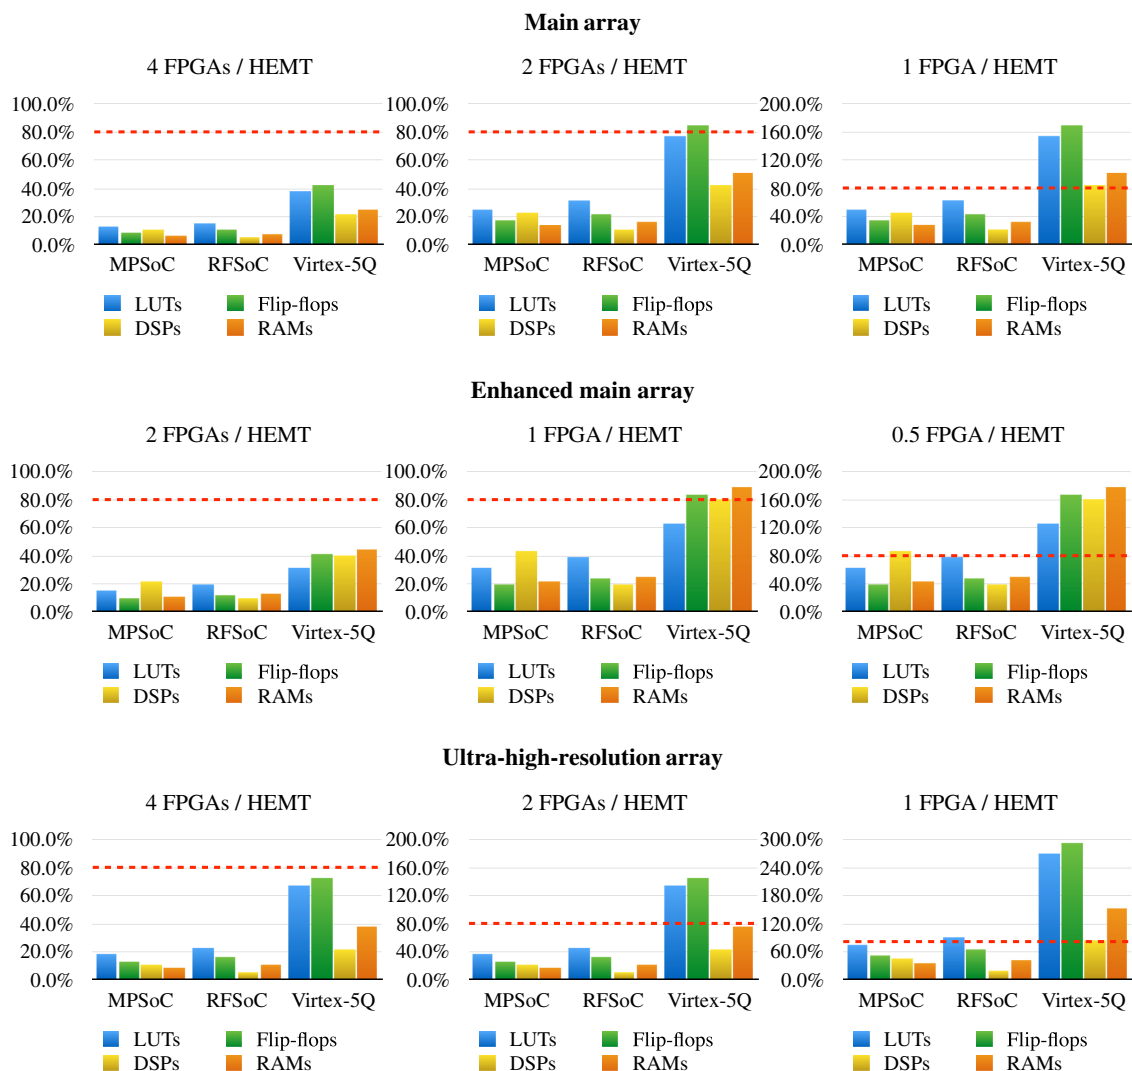 Main array
4 FPGAs / HEMT
2 FPGAs / HEMT
1 FPGA / HEMT
100.0% 100.0% 200.0%
80.0% 80.0% 160.0%
60.0% 60.0% 120.0%
40.0% 40.0% 80.0%
20.0% 20.0% 40.0%
0.0% 0.0% 0.0%
MPSoC RFSoC Virtex-5Q MPSoC RFSoC Virtex-5Q MPSoC RFSoC Virtex-5Q
LUTs Flip-flops LUTs Flip-flops LUTs Flip-flops
DSPs RAMs DSPs RAMs DSPs RAMs
Enhanced main array
2 FPGAs / HEMT
1 FPGA / HEMT
0.5 FPGA / HEMT
100.0% 100.0% 200.0%
80.0% 80.0% 160.0%
60.0% 60.0% 120.0%
40.0% 40.0% 80.0%
20.0% 20.0% 40.0%
0.0% 0.0% 0.0%
MPSoC RFSoC Virtex-5Q MPSoC RFSoC Virtex-5Q MPSoC RFSoC Virtex-5Q
LUTs Flip-flops LUTs Flip-flops LUTs Flip-flops
DSPs RAMs DSPs RAMs DSPs RAMs
Ultra-high-resolution array
4 FPGAs / HEMT
2 FPGAs / HEMT
1 FPGA / HEMT
100.0% 200.0% 300.0%
80.0% 160.0% 240.0%
60.0% 120.0% 180.0%
40.0% 80.0% 120.0%
20.0% 40.0% 60.0%
0.0% 0.0% 0.0%
MPSoC RFSoC Virtex-5Q MPSoC RFSoC Virtex-5Q MPSoC RFSoC Virtex-5Q
LUTs Flip-flops LUTs Flip-flops LUTs Flip-flops
DSPs RAMs DSPs RAMs DSPs RAMs